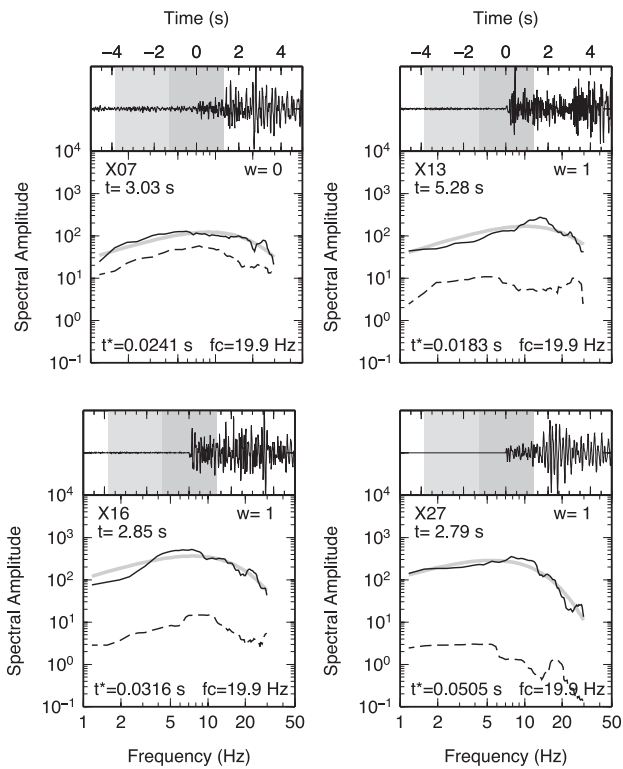 Time (s)
Time (s)
−4 −2 0 2 4
−4 −2 0 2 4
10⁴
10³
10²
10¹
10⁰
10⁻¹
Spectral Amplitude
X07 w= 0
t= 3.03 s
t*=0.0241 s fc=19.9 Hz
10⁴
10³
10²
10¹
10⁰
10⁻¹
Spectral Amplitude
X13 w= 1
t= 5.28 s
t*=0.0183 s fc=19.9 Hz
10⁴
10³
10²
10¹
10⁰
10⁻¹
Spectral Amplitude
X16 w= 1
t= 2.85 s
t*=0.0316 s fc=19.9 Hz
1 2 5 10 20 50
Frequency (Hz)
10⁴
10³
10²
10¹
10⁰
10⁻¹
Spectral Amplitude
X27 w= 1
t= 2.79 s
t*=0.0505 s fc=19.9 Hz
1 2 5 10 20 50
Frequency (Hz)